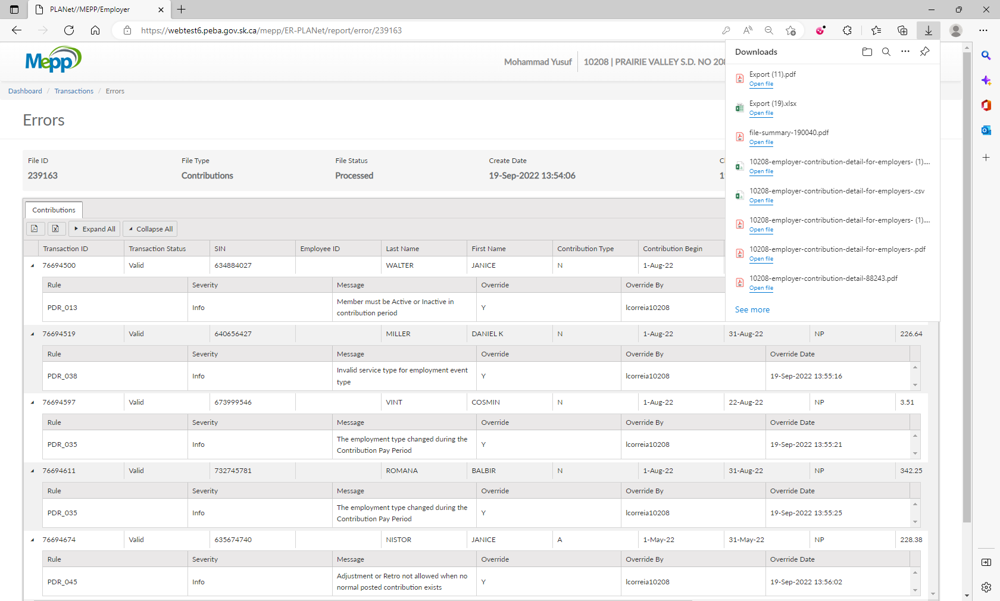 PLANet//MEPP/Employer
https://webtest6.peba.gov.sk.ca/mepp/ER-PLANet/report/error/239163
Mepp
Mohammad Yusuf
10208 | PRAIRIE VALLEY S.D. NO 208
Dashboard / Transactions / Errors
Errors
File ID File Type File Status Create Date
239163 Contributions Processed 19-Sep-2022 13:54:06
Downloads
Export (11).pdf
Open file
Export (19).xlsx
Open file
file-summary-190040.pdf
Open file
10208-employer-contribution-detail-for-employers- (1)....
Open file
10208-employer-contribution-detail-for-employers-.csv
Open file
10208-employer-contribution-detail-for-employers- (1)....
Open file
10208-employer-contribution-detail-for-employers-.pdf
Open file
10208-employer-contribution-detail-88243.pdf
Open file
See more
Contributions
Expand All Collapse All
Transaction ID Transaction Status SIN Employee ID Last Name First Name Contribution Type Contribution Begin
76694500 Valid 634884027 WALTER JANICE N 1-Aug-22
Rule Severity Message Override Override By
PDR_013 Info Member must be Active or Inactive in contribution period Y lcorreia10208
76694519 Valid 640656427 MILLER DANIEL K N 1-Aug-22 31-Aug-22 NP 226.64
Rule Severity Message Override Override By Override Date
PDR_038 Info Invalid service type for employment event type Y lcorreia10208 19-Sep-2022 13:55:16
76694597 Valid 673999546 VINT COSMIN N 1-Aug-22 22-Aug-22 NP 3.51
Rule Severity Message Override Override By Override Date
PDR_035 Info The employment type changed during the Contribution Pay Period Y lcorreia10208 19-Sep-2022 13:55:21
76694611 Valid 732745781 ROMANA BALBIR N 1-Aug-22 31-Aug-22 NP 342.25
Rule Severity Message Override Override By Override Date
PDR_035 Info The employment type changed during the Contribution Pay Period Y lcorreia10208 19-Sep-2022 13:55:25
76694674 Valid 635674740 NISTOR JANICE A 1-May-22 31-May-22 NP 228.38
Rule Severity Message Override Override By Override Date
PDR_045 Info Adjustment or Retro not allowed when no normal posted contribution exists Y lcorreia10208 19-Sep-2022 13:56:02